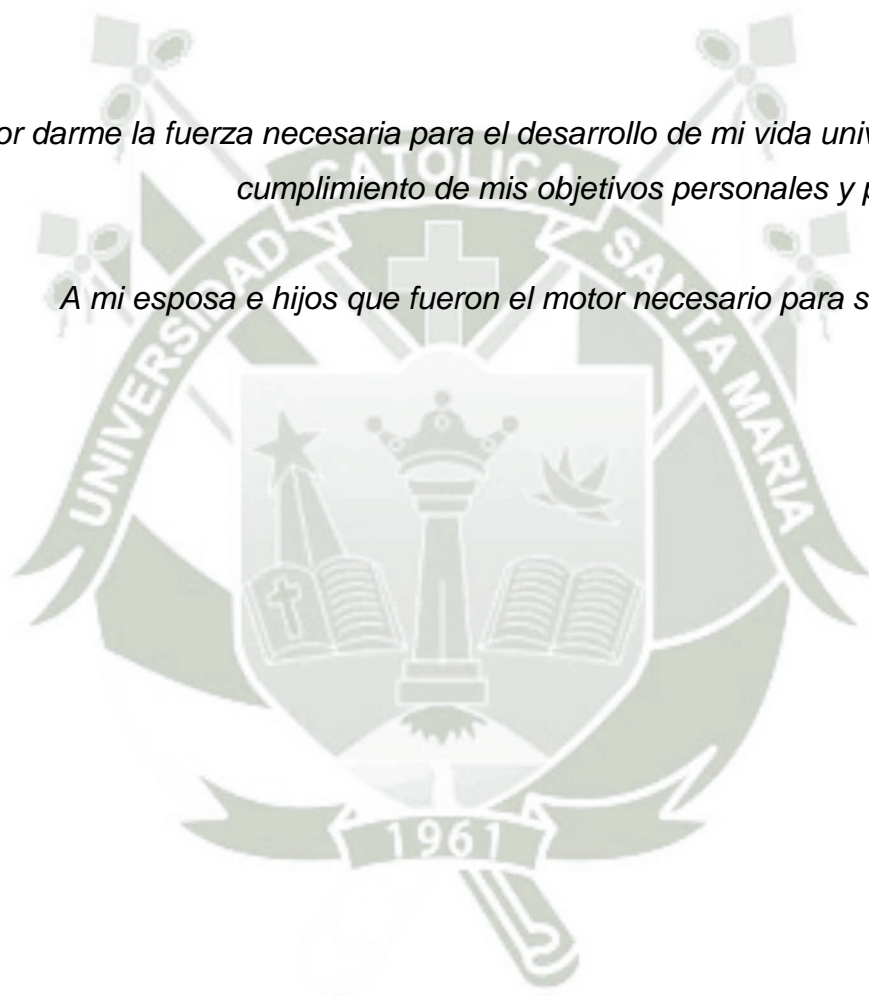 or darme la fuerza necesaria para el desarrollo de mi vida
cumplimiento de mis objetivos personales y
A mi esposa e hijos que fueron el motor necesario para
UNIVERSIDAD CATOLICA SANTA MARIA
1961